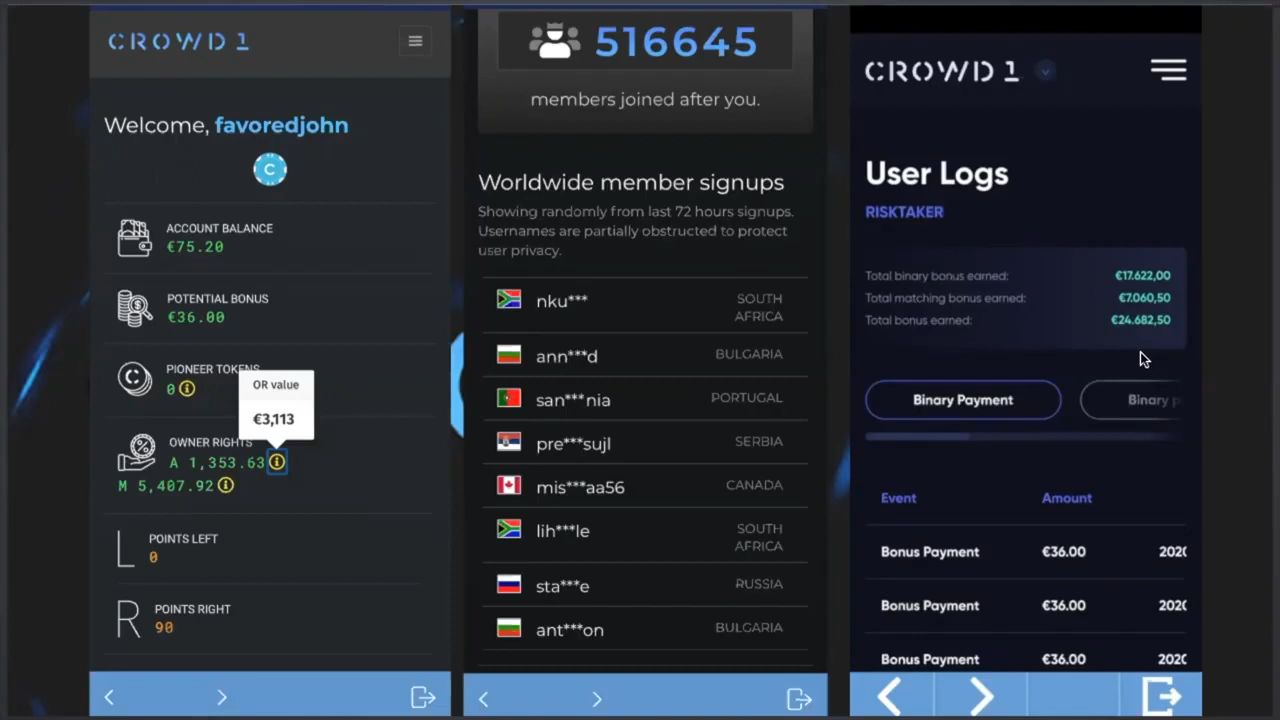 CROWD 1
Welcome, favoredjohn
C
ACCOUNT BALANCE
€75.20
POTENTIAL BONUS
€36.00
PIONEER TOKENS
0
OR value
€3,113
OWNER RIGHTS
A 1,353.63
M 5,407.92
L
POINTS LEFT
0
R
POINTS RIGHT
90
516645
members joined after you.
Worldwide member signups
Showing randomly from last 72 hours signups.
Usernames are partially obstructed to protect
user privacy.
nku*** SOUTH
AFRICA
ann***d BULGARIA
san***nia PORTUGAL
pre***sujl SERBIA
mis***aa56 CANADA
lih***le SOUTH
AFRICA
sta***e RUSSIA
ant***on BULGARIA
CROWD 1
User Logs
RISKTAKER
Total binary bonus earned: €17.622,00
Total matching bonus earned: €7.060,50
Total bonus earned: €24.682,50
Binary Payment Binary p
Event Amount
Bonus Payment €36.00 2020
Bonus Payment €36.00 2020
Bonus Payment €36.00 2020